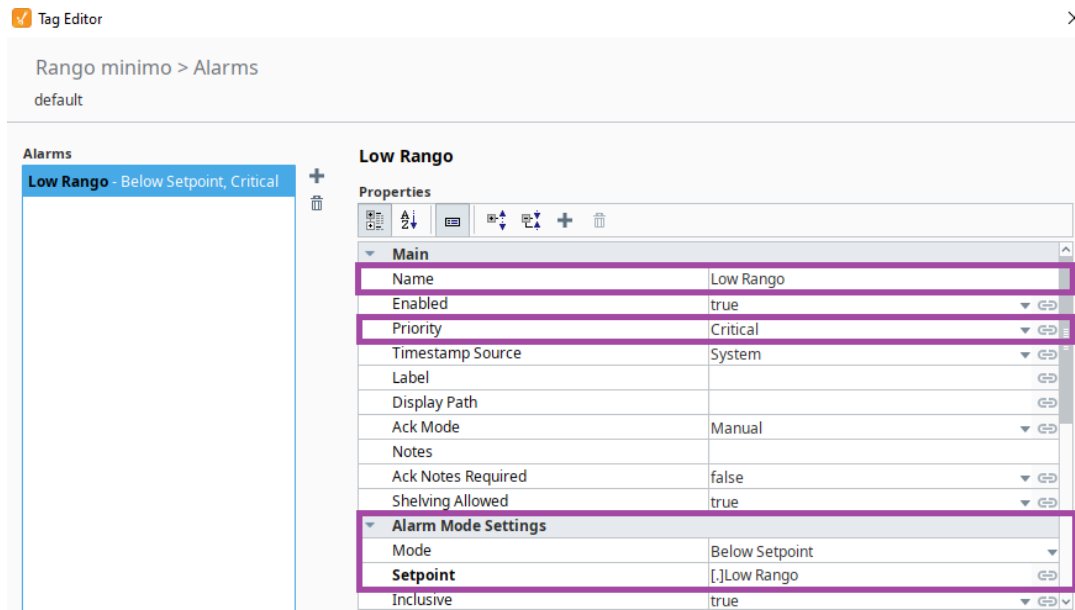 Tag Editor
Rango minimo > Alarms
default
Alarms
Low Rango - Below Setpoint, Critical
Low Rango
Properties
Main
Name Low Rango
Enabled true
Priority Critical
Timestamp Source System
Label
Display Path
Ack Mode Manual
Notes
Ack Notes Required false
Shelving Allowed true
Alarm Mode Settings
Mode Below Setpoint
Setpoint [.]Low Rango
Inclusive true